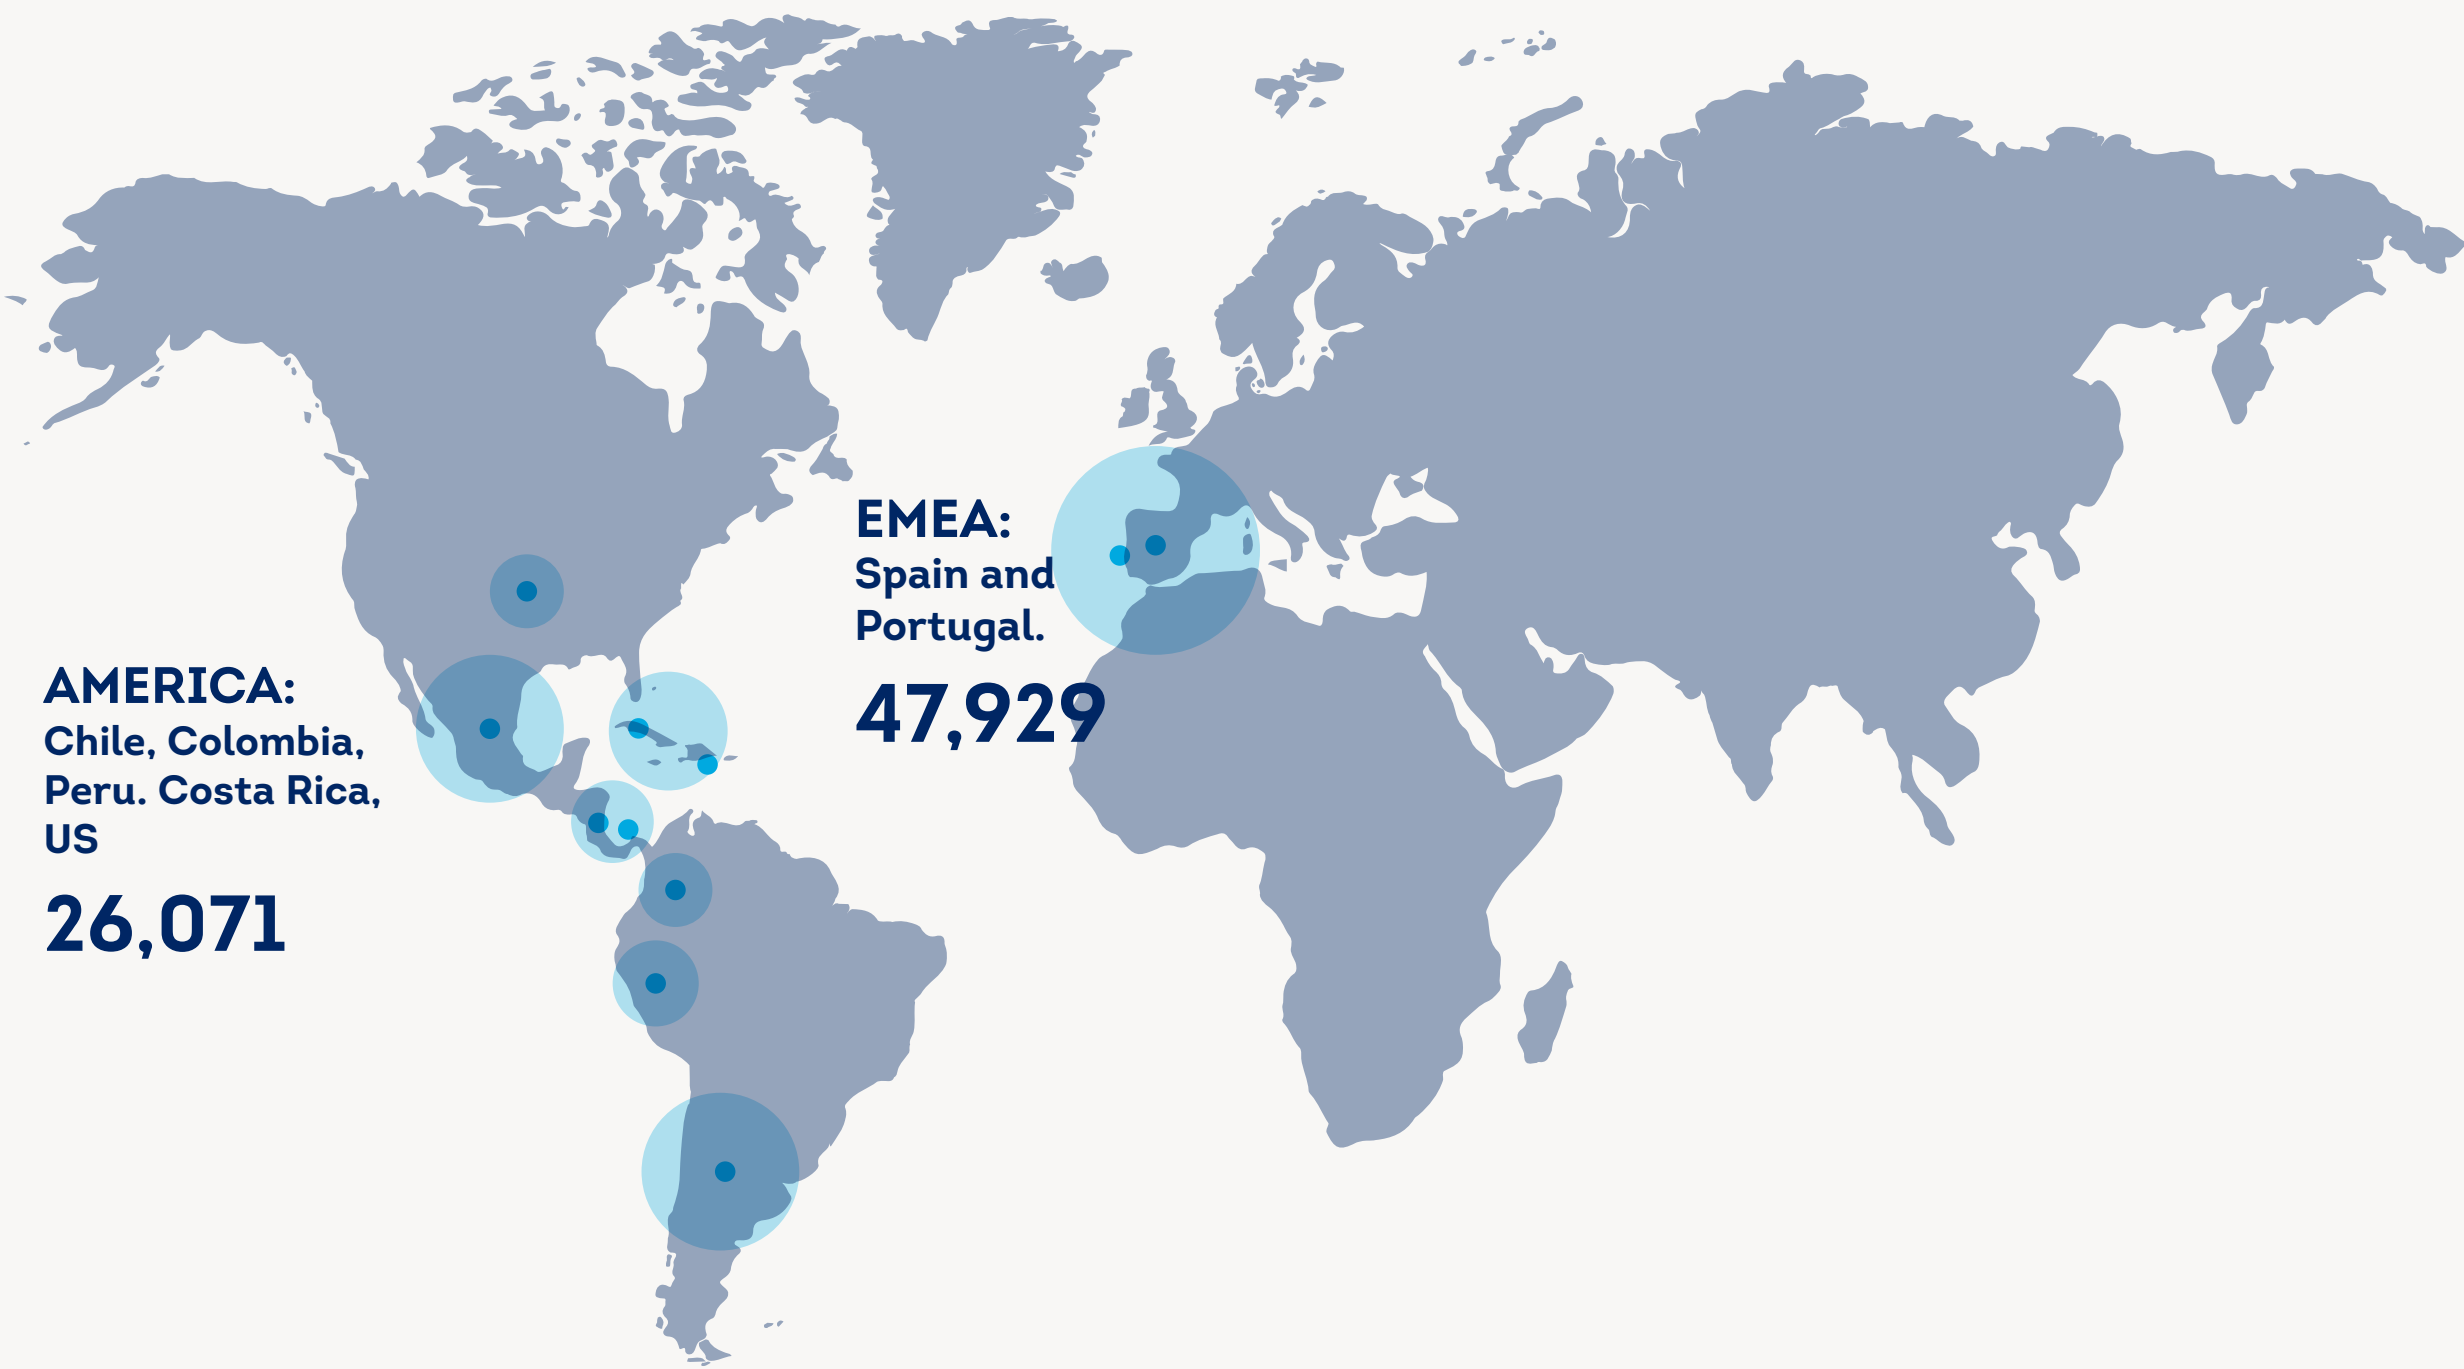 AMERICA:
Chile, Colombia,
Peru. Costa Rica,
US
26,071
EMEA:
Spain and
Portugal.
47,929